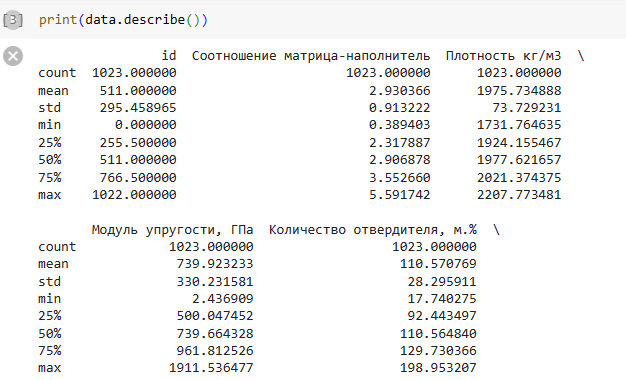 [3] print(data.describe())
id Соотношение матрица-наполнитель Плотность кг/м3 \
count 1023.000000 1023.000000 1023.000000
mean 511.000000 2.930366 1975.734888
std 295.458965 0.913222 73.729231
min 0.000000 0.389403 1731.764635
25% 255.500000 2.317887 1924.155467
50% 511.000000 2.906878 1977.621657
75% 766.500000 3.552660 2021.374375
max 1022.000000 5.591742 2207.773481
Модуль упругости, ГПа Количество отвердителя, м.% \
count 1023.000000 1023.000000
mean 739.923233 110.570769
std 330.231581 28.295911
min 2.436909 17.740275
25% 500.047452 92.443497
50% 739.664328 110.564840
75% 961.812526 129.730366
max 1911.536477 198.953207